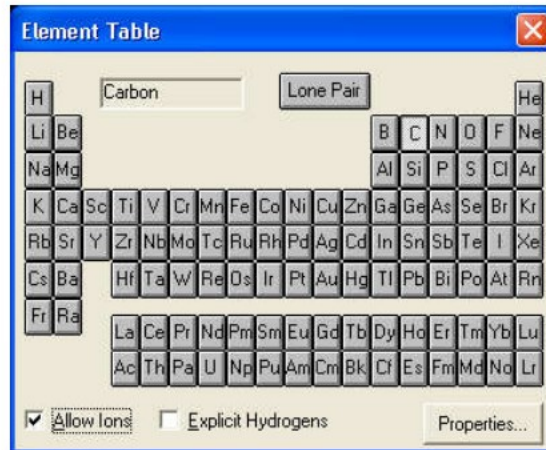 Element Table
Carbon Lone Pair
H He
Li Be B C N O F Ne
Na Mg Al Si P S Cl Ar
K Ca Sc Ti V Cr Mn Fe Co Ni Cu Zn Ga Ge As Se Br Kr
Rb Sr Y Zr Nb Mo Tc Ru Rh Pd Ag Cd In Sn Sb Te I Xe
Cs Ba Hf Ta W Re Os Ir Pt Au Hg Tl Pb Bi Po At Rn
Fr Ra
La Ce Pr Nd Pm Sm Eu Gd Tb Dy Ho Er Tm Yb Lu
Ac Th Pa U Np Pu Am Cm Bk Cf Es Fm Md No Lr
Allow Ions Explicit Hydrogens Properties...